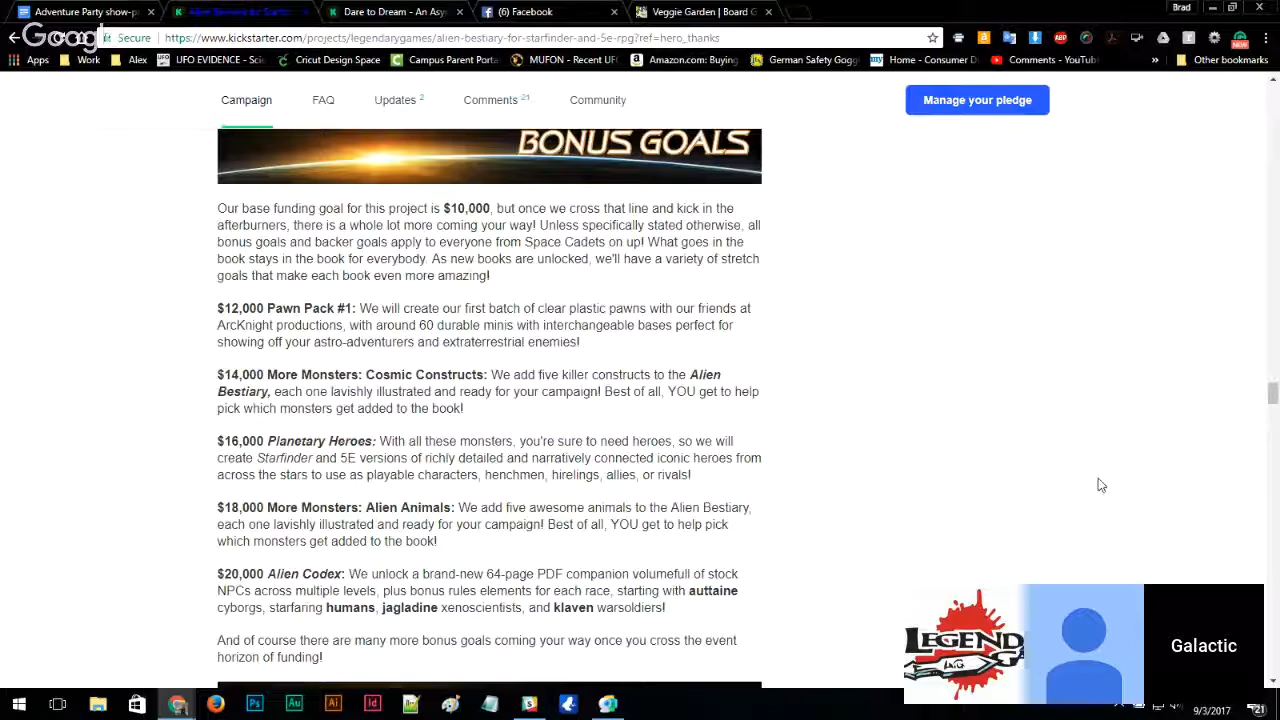 Adventure Party show-p
Alien Bestiary for Starfin
Dare to Dream - An Asy
(6) Facebook
Veggie Garden | Board G
Brad
Google
Secure
https://www.kickstarter.com/projects/legendarygames/alien-bestiary-for-starfinder-and-5e-rpg?ref=hero_thanks
Apps
Work
Alex
UFO EVIDENCE - Scie
Cricut Design Space
Campus Parent Porta
MUFON - Recent UFO
Amazon.com: Buying
German Safety Gogg
Home - Consumer D
Comments - YouTub
»
Other bookmarks
Campaign
FAQ
Updates 2
Comments 21
Community
Manage your pledge
BONUS GOALS
Our base funding goal for this project is $10,000, but once we cross that line and kick in the
afterburners, there is a whole lot more coming your way! Unless specifically stated otherwise, all
bonus goals and backer goals apply to everyone from Space Cadets on up! What goes in the
book stays in the book for everybody. As new books are unlocked, we'll have a variety of stretch
goals that make each book even more amazing!
$12,000 Pawn Pack #1: We will create our first batch of clear plastic pawns with our friends at
ArcKnight productions, with around 60 durable minis with interchangeable bases perfect for
showing off your astro-adventurers and extraterrestrial enemies!
$14,000 More Monsters: Cosmic Constructs: We add five killer constructs to the Alien
Bestiary, each one lavishly illustrated and ready for your campaign! Best of all, YOU get to help
pick which monsters get added to the book!
$16,000 Planetary Heroes: With all these monsters, you're sure to need heroes, so we will
create Starfinder and 5E versions of richly detailed and narratively connected iconic heroes from
across the stars to use as playable characters, henchmen, hirelings, allies, or rivals!
$18,000 More Monsters: Alien Animals: We add five awesome animals to the Alien Bestiary,
each one lavishly illustrated and ready for your campaign! Best of all, YOU get to help pick
which monsters get added to the book!
$20,000 Alien Codex: We unlock a brand-new 64-page PDF companion volumefull of stock
NPCs across multiple levels, plus bonus rules elements for each race, starting with auttaine
cyborgs, starfaring humans, jagladine xenoscientists, and klaven warsoldiers!
And of course there are many more bonus goals coming your way once you cross the event
horizon of funding!
LEGEND
GA
Galactic
9/3/2017